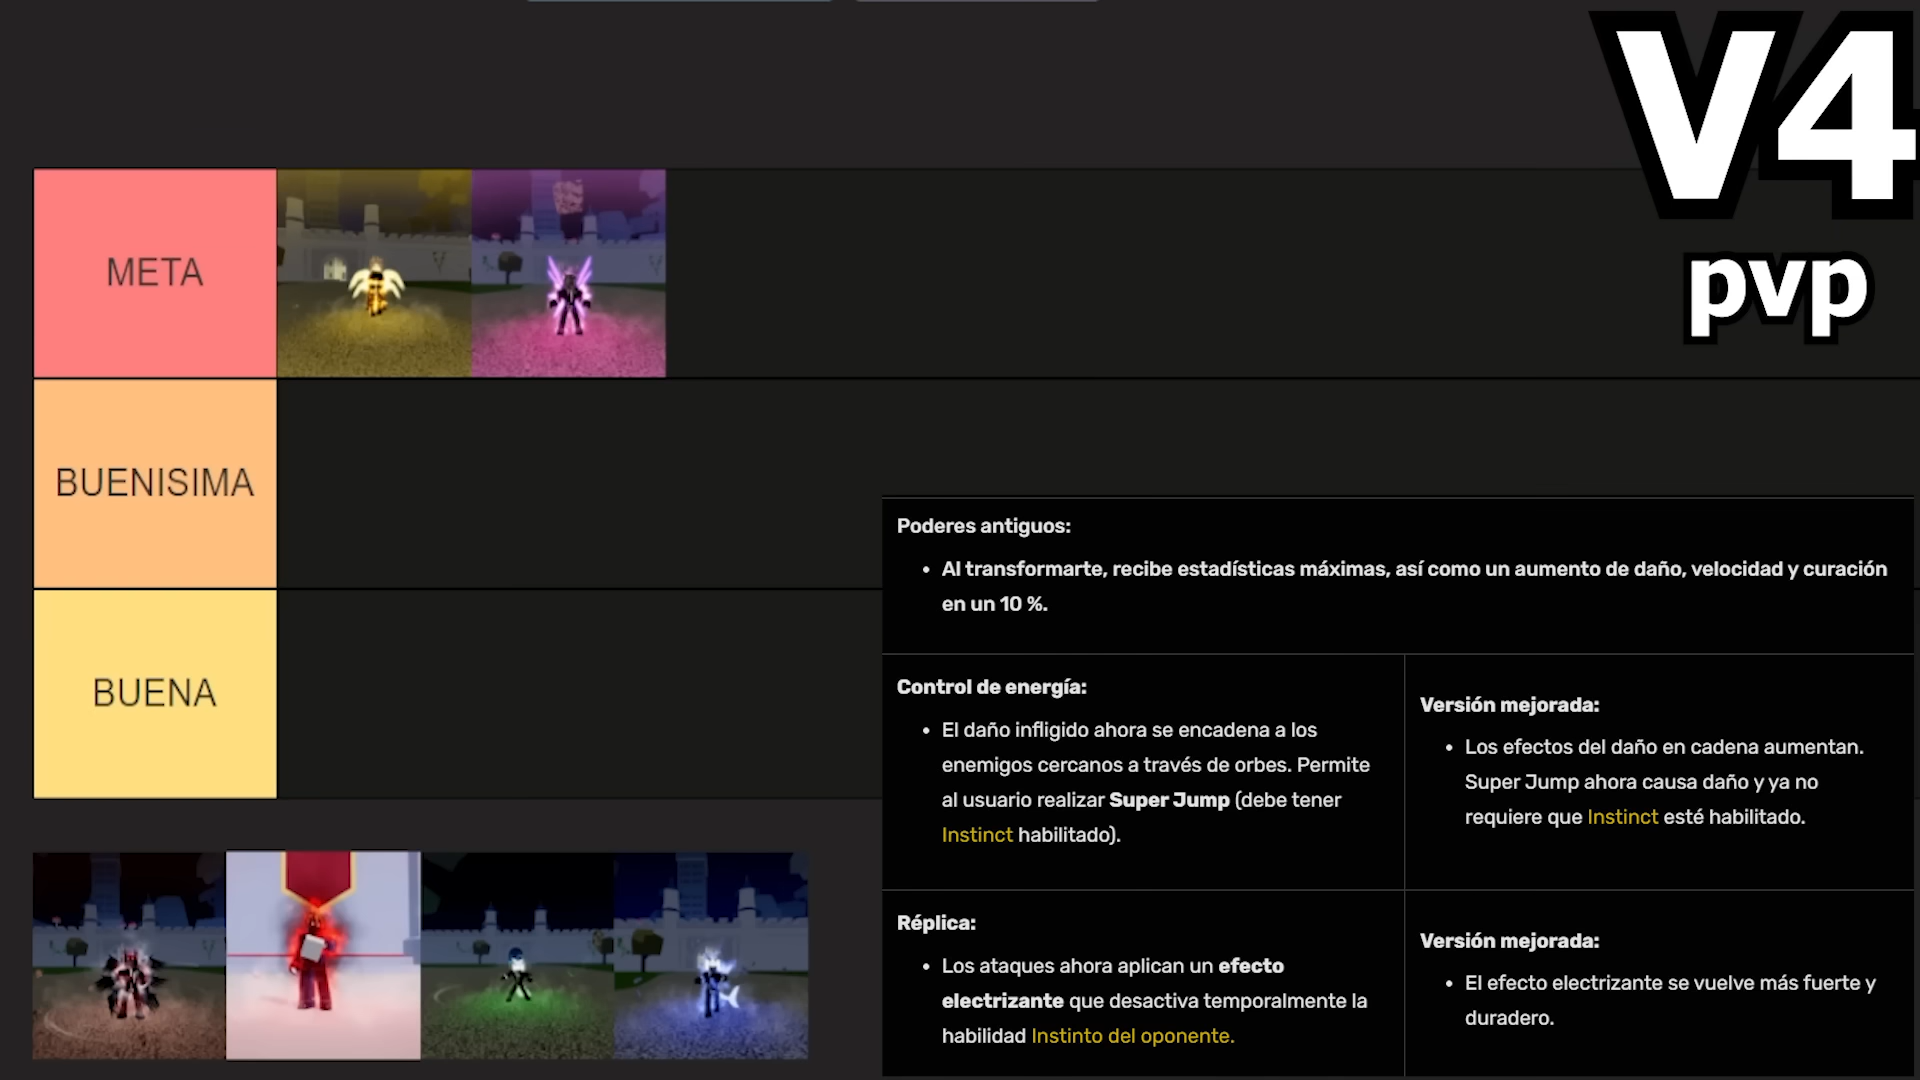 V4
pvp
META
BUENISIMA
BUENA
Poderes antiguos:
• Al transformarte, recibe estadísticas máximas, así como un aumento de daño, velocidad y curación
en un 10 %.
Control de energía:
• El daño infligido ahora se encadena a los
enemigos cercanos a través de orbes. Permite
al usuario realizar Super Jump (debe tener
Instinct habilitado).
Versión mejorada:
• Los efectos del daño en cadena aumentan.
Super Jump ahora causa daño y ya no
requiere que Instinct esté habilitado.
Réplica:
• Los ataques ahora aplican un efecto
electrizante que desactiva temporalmente la
habilidad Instinto del oponente.
Versión mejorada:
• El efecto electrizante se vuelve más fuerte y
duradero.